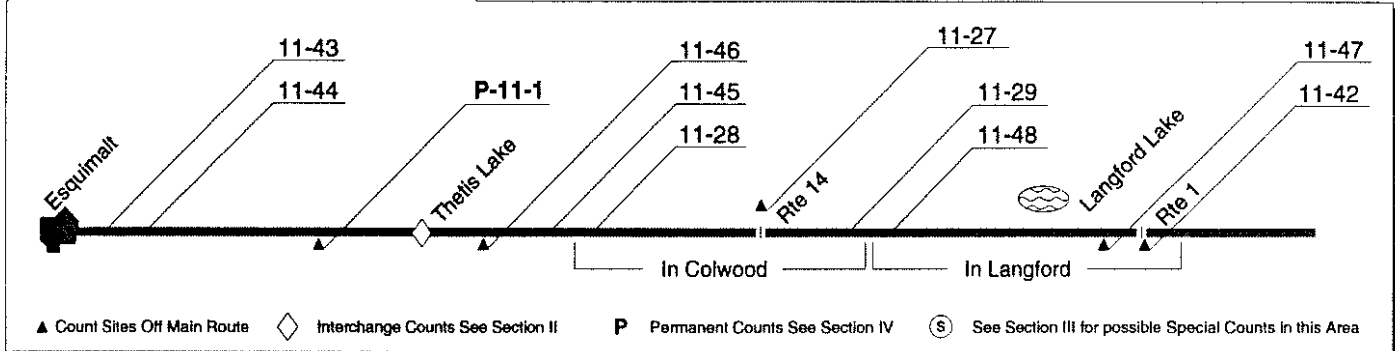 11-43
11-44
P-11-1
11-46
11-45
11-28
11-27
11-29
11-48
11-47
11-42
Esquimalt
Thetis Lake
Rte 14
Langford Lake
Rte 1
In Colwood
In Langford
▲ Count Sites Off Main Route ◇ Interchange Counts See Section II P Permanent Counts See Section IV Ⓢ See Section III for possible Special Counts in this Area